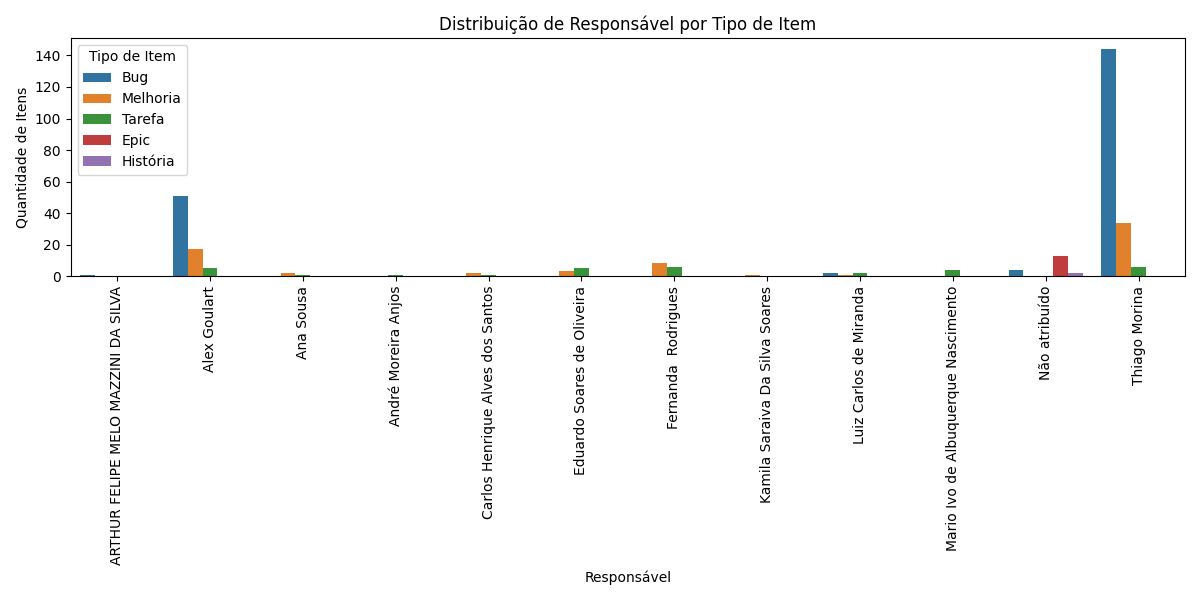 Distribuição de Responsável por Tipo de Item
Tipo de Item
Bug
Melhoria
Tarefa
Epic
História
Quantidade de Itens
140
120
100
80
60
40
20
0
ARTHUR FELIPE MELO MAZZINI DA SILVA
Alex Goulart
Ana Sousa
André Moreira Anjos
Carlos Henrique Alves dos Santos
Eduardo Soares de Oliveira
Fernanda  Rodrigues
Kamila Saraiva Da Silva Soares
Luiz Carlos de Miranda
Mario Ivo de Albuquerque Nascimento
Não atribuído
Thiago Morina
Responsável